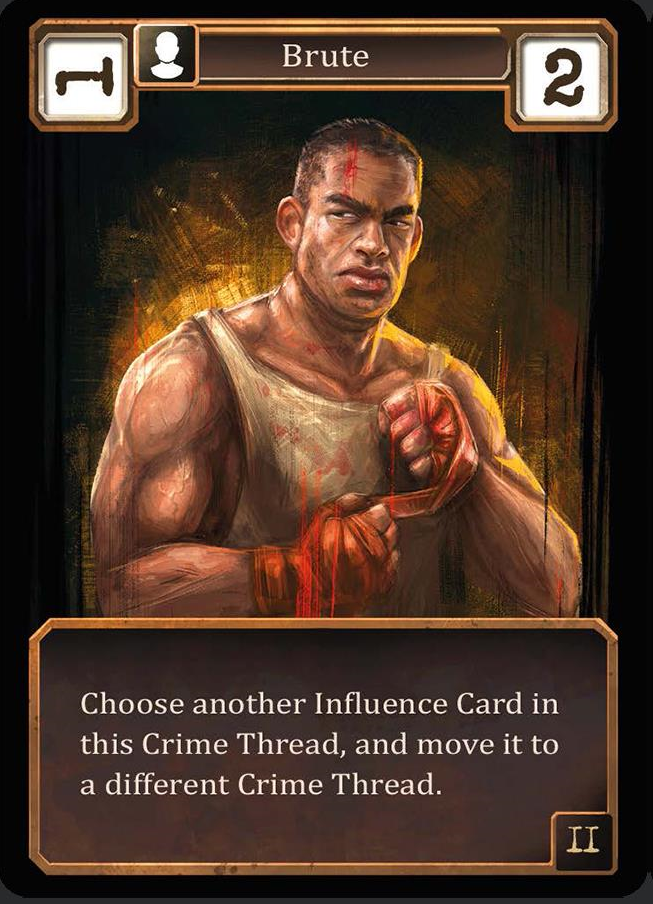 1
Brute
2
Choose another Influence Card in
this Crime Thread, and move it to
a different Crime Thread.
II